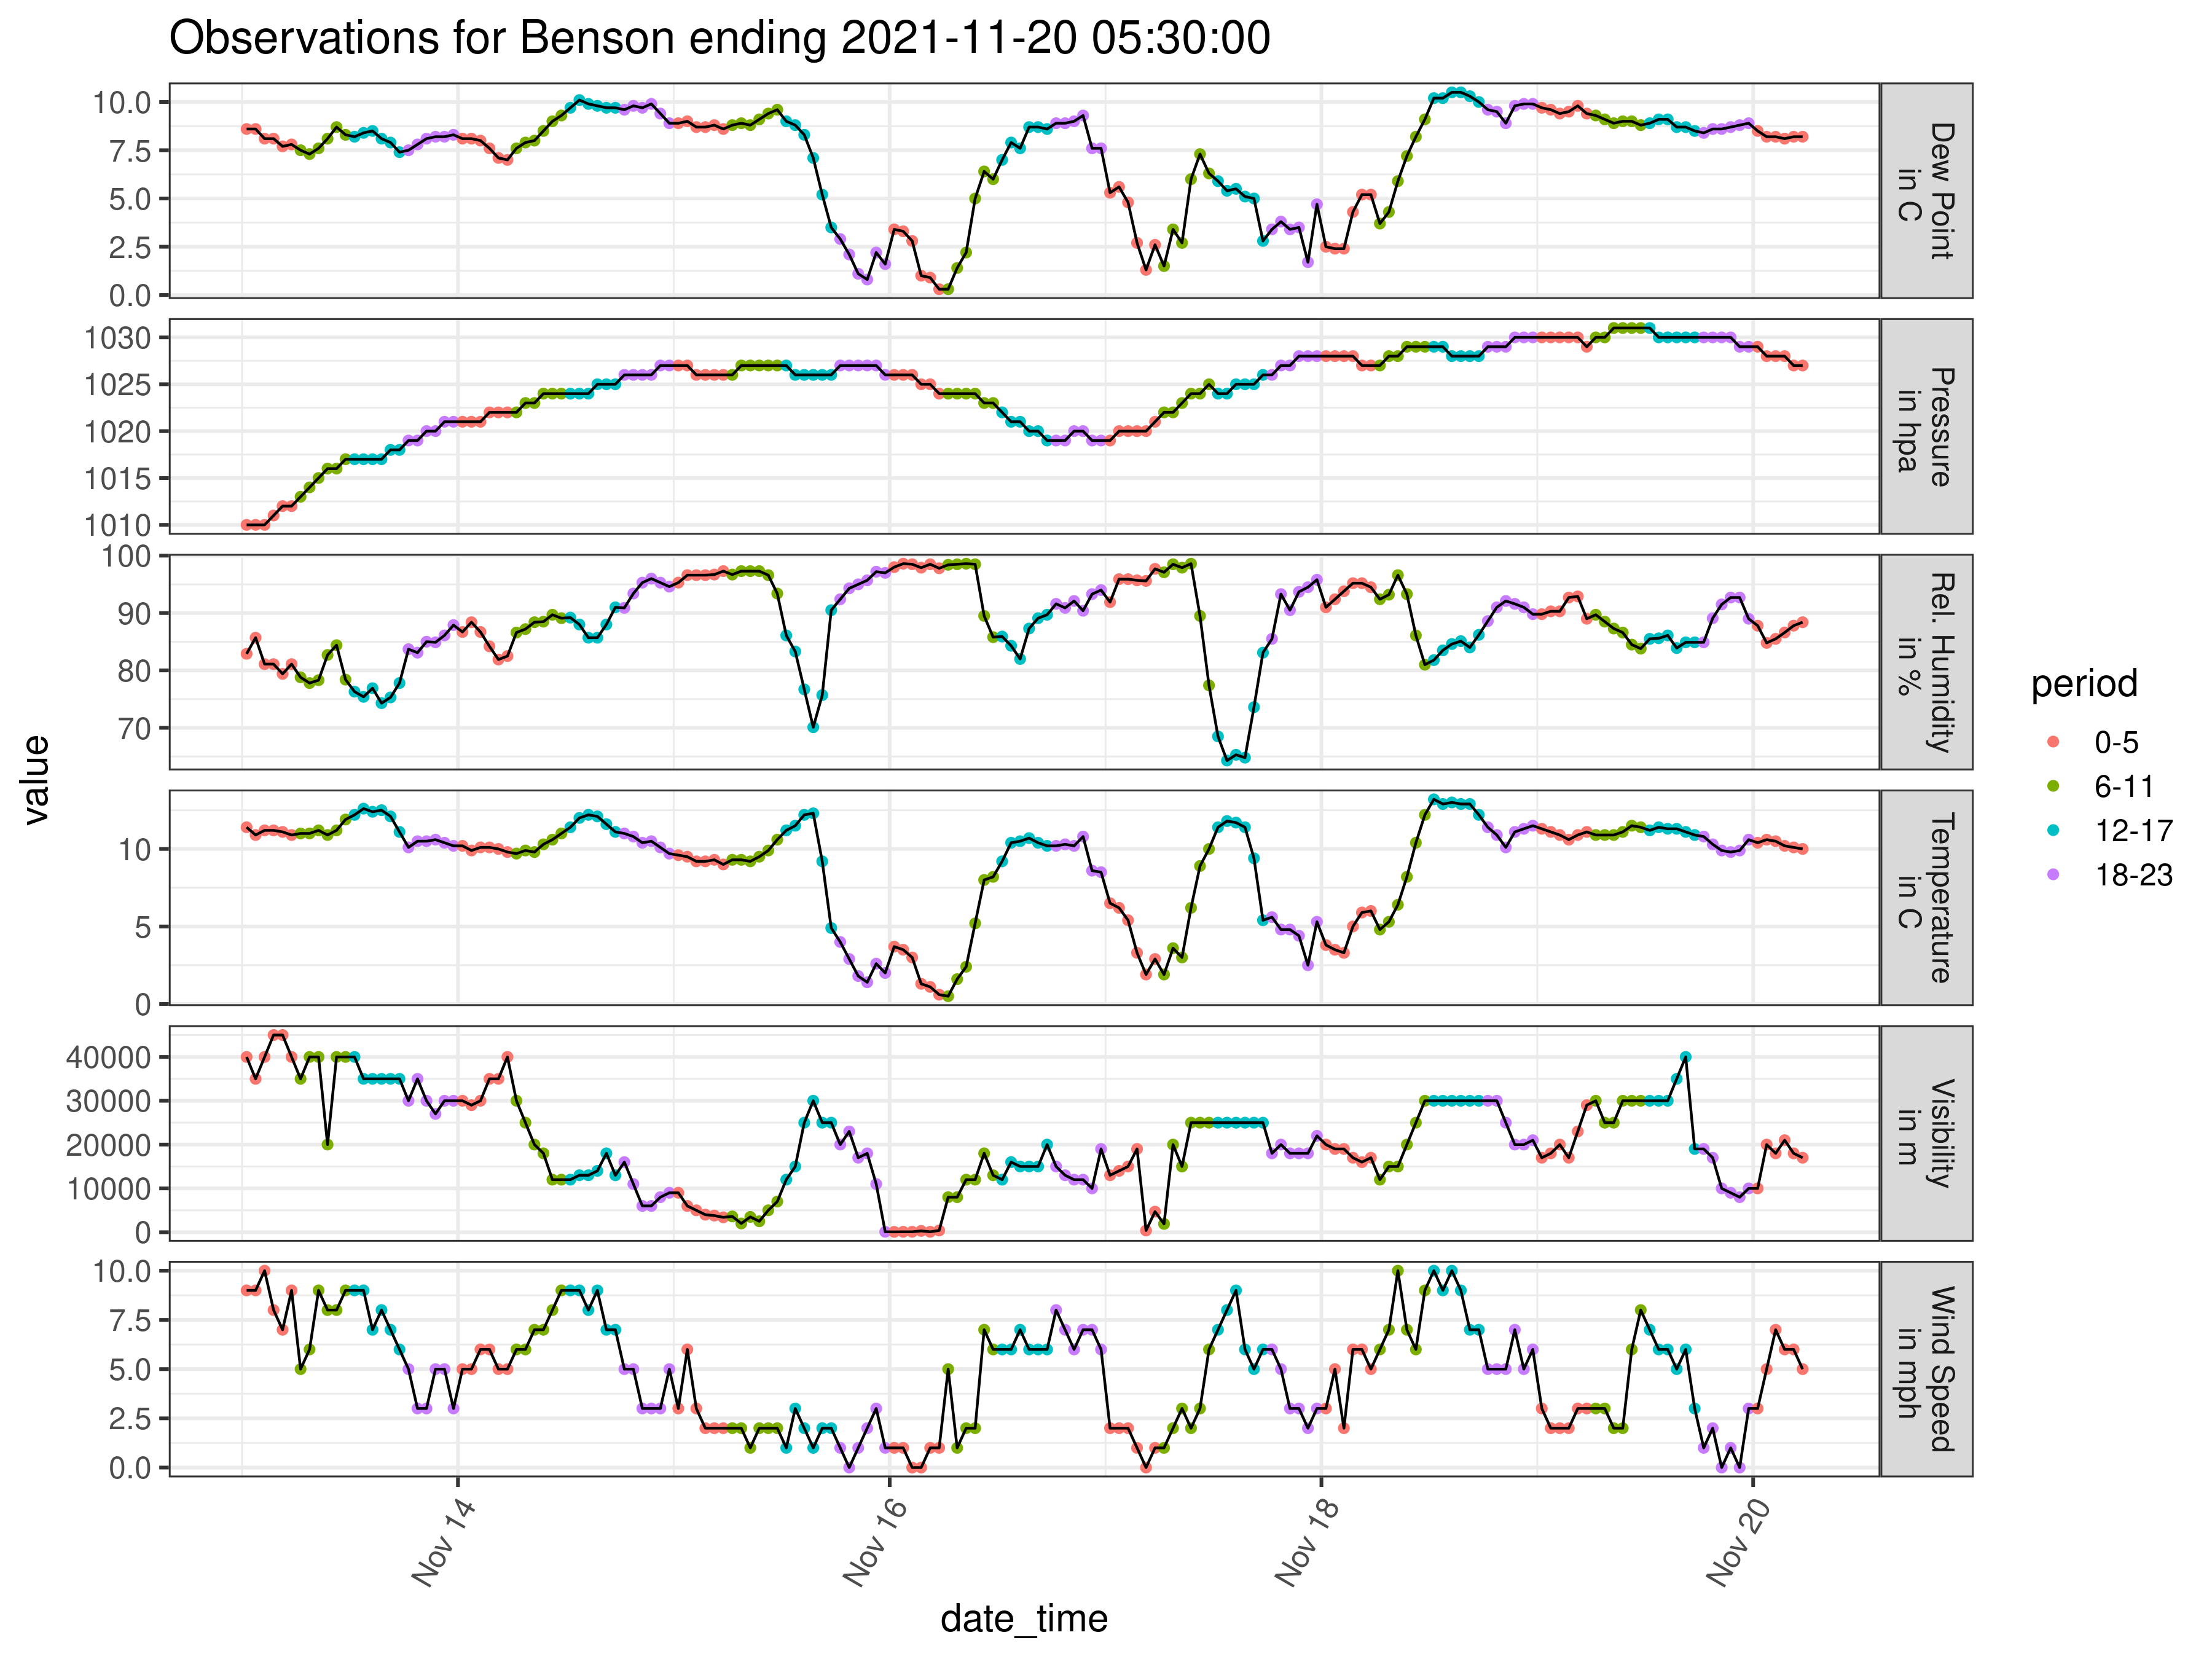 Observations for Benson ending 2021-11-20 05:30:00
value
10.0
7.5
5.0
2.5
0.0
Dew Point
in C
1030
1025
1020
1015
1010
Pressure
in hpa
100
90
80
70
Rel. Humidity
in %
10
5
0
Temperature
in C
40000
30000
20000
10000
0
Visibility
in m
10.0
7.5
5.0
2.5
0.0
Wind Speed
in mph
Nov 14
Nov 16
Nov 18
Nov 20
date_time
period
0-5
6-11
12-17
18-23